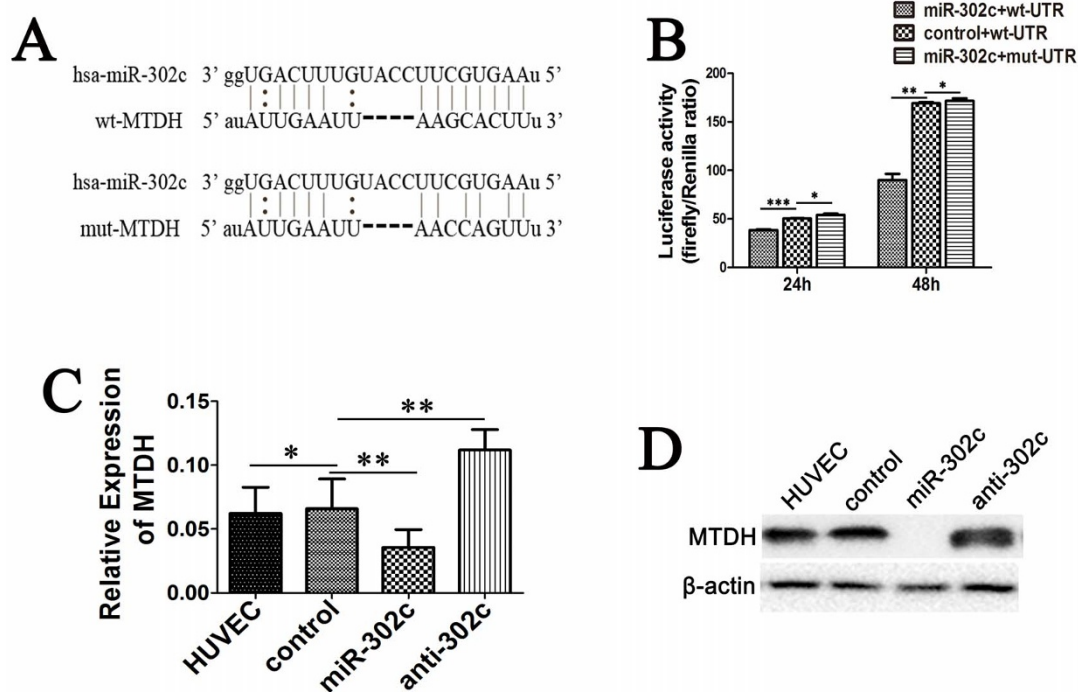 A
hsa-miR-302c 3’ ggUGACUUUGUACCUUCGUGAAu 5’
wt-MTDH 5’ auAUUGAAUU----AAGCACUUu 3’
hsa-miR-302c 3’ ggUGACUUUGUACCUUCGUGAAu 5’
mut-MTDH 5’ auAUUGAAUU----AACCAGUUu 3’
B
miR-302c+wt-UTR
control+wt-UTR
miR-302c+mut-UTR
Luciferase activity
(firefly/Renilla ratio)
200
150
100
50
0
*** *
** *
24h 48h
C
Relative Expression
of MTDH
0.15
0.10
0.05
0.00
* ** **
HUVEC control miR-302c anti-302c
D
HUVEC control miR-302c anti-302c
MTDH
β-actin